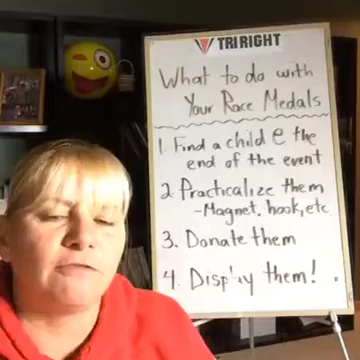 TRIRIGHT
What to do with
Your Race Medals
1 Find a child @ the
end of the event
2 Practicalize them
- Magnet, hook, etc
3. Donate them
4. Display them!